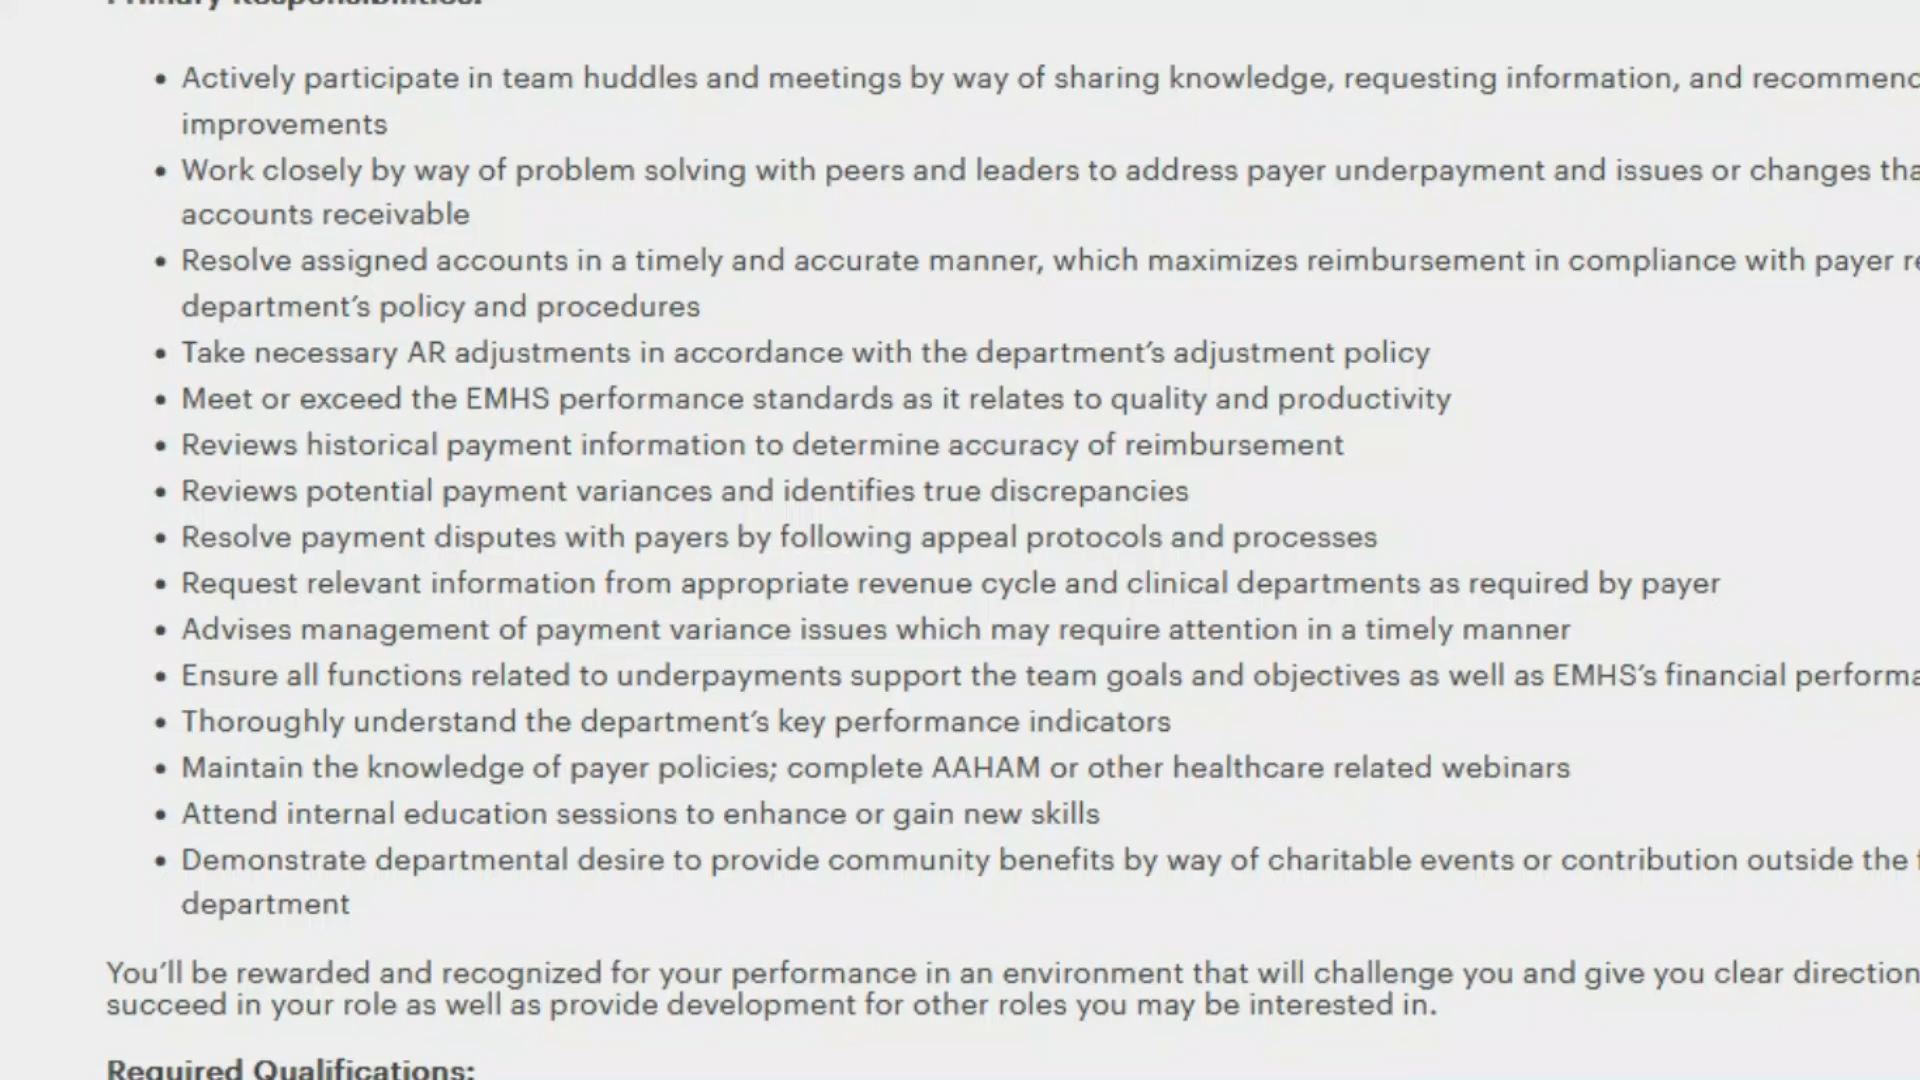 Primary Responsibilities:
Actively participate in team huddles and meetings by way of sharing knowledge, requesting information, and
improvements
Work closely by way of problem solving with peers and leaders to address payer underpayment and issues or changes
accounts receivable
Resolve assigned accounts in a timely and accurate manner, which maximizes reimbursement in compliance with payer
department's policy and procedures
Take necessary AR adjustments in accordance with the department's adjustment policy
Meet or exceed the EMHS performance standards as it relates to quality and productivity
Reviews historical payment information to determine accuracy of reimbursement
Reviews potential payment variances and identifies true discrepancies
Resolve payment disputes with payers by following appeal protocols and processes
Request relevant information from appropriate revenue cycle and clinical departments as required by payer
Advises management of payment variance issues which may require attention in a timely manner
Ensure all functions related to underpayments support the team goals and objectives as well as EMHS's financial
Thoroughly understand the department's key performance indicators
Maintain the knowledge of payer policies; complete AAHAM or other healthcare related webinars
Attend internal education sessions to enhance or gain new skills
Demonstrate departmental desire to provide community benefits by way of charitable events or contribution outside the
department
You'll be rewarded and recognized for your performance in an environment that will challenge you and give you clear direction
succeed in your role as well as provide development for other roles you may be interested in.
Required Qualifications: